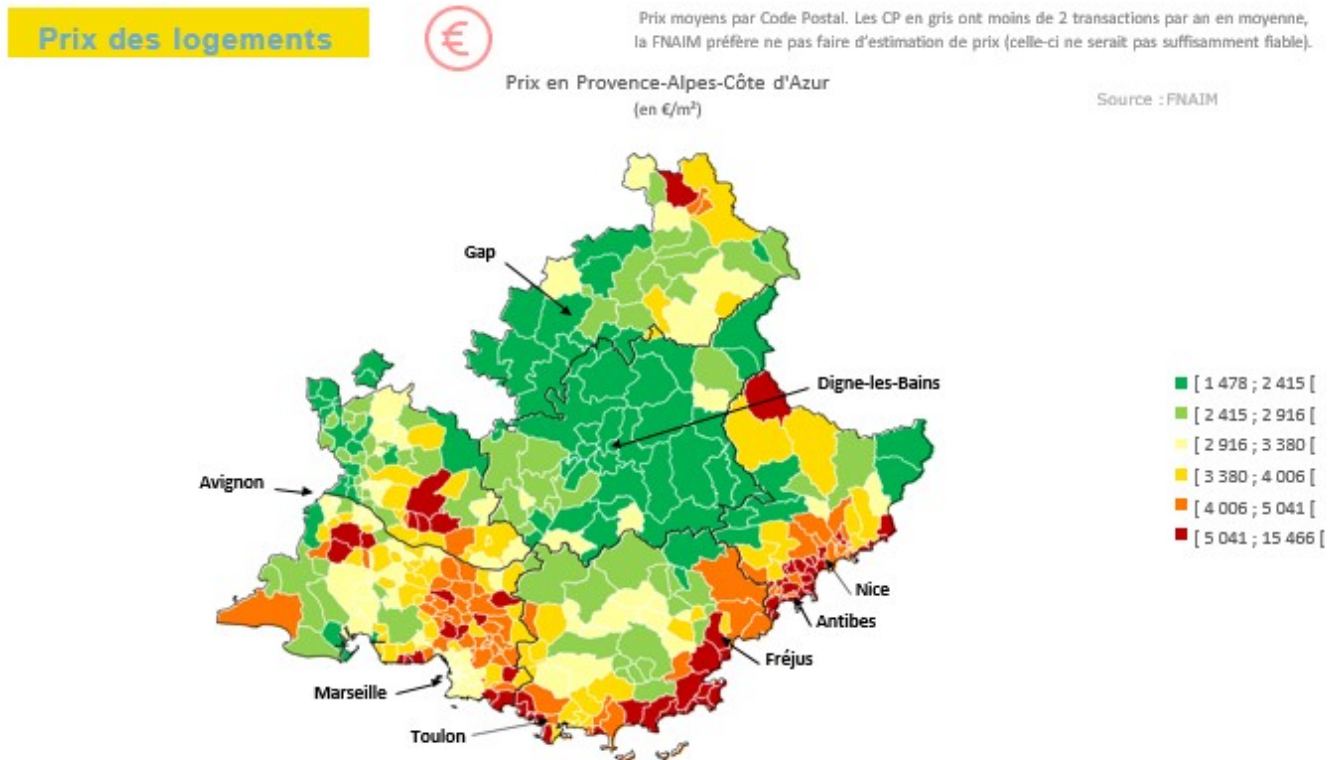 Prix des logements
€
Prix moyens par Code Postal. Les CP en gris ont moins de 2 transactions par an en moyenne,
la FNAIM préfère ne pas faire d'estimation de prix (celle-ci ne serait pas suffisamment fiable).
Prix en Provence-Alpes-Côte d'Azur
(en €/m²)
Source : FNAIM
Gap
Digne-les-Bains
Avignon
Nice
Antibes
Fréjus
Marseille
Toulon
[ 1 478 ; 2 415 [
[ 2 415 ; 2 916 [
[ 2 916 ; 3 380 [
[ 3 380 ; 4 006 [
[ 4 006 ; 5 041 [
[ 5 041 ; 15 466 [